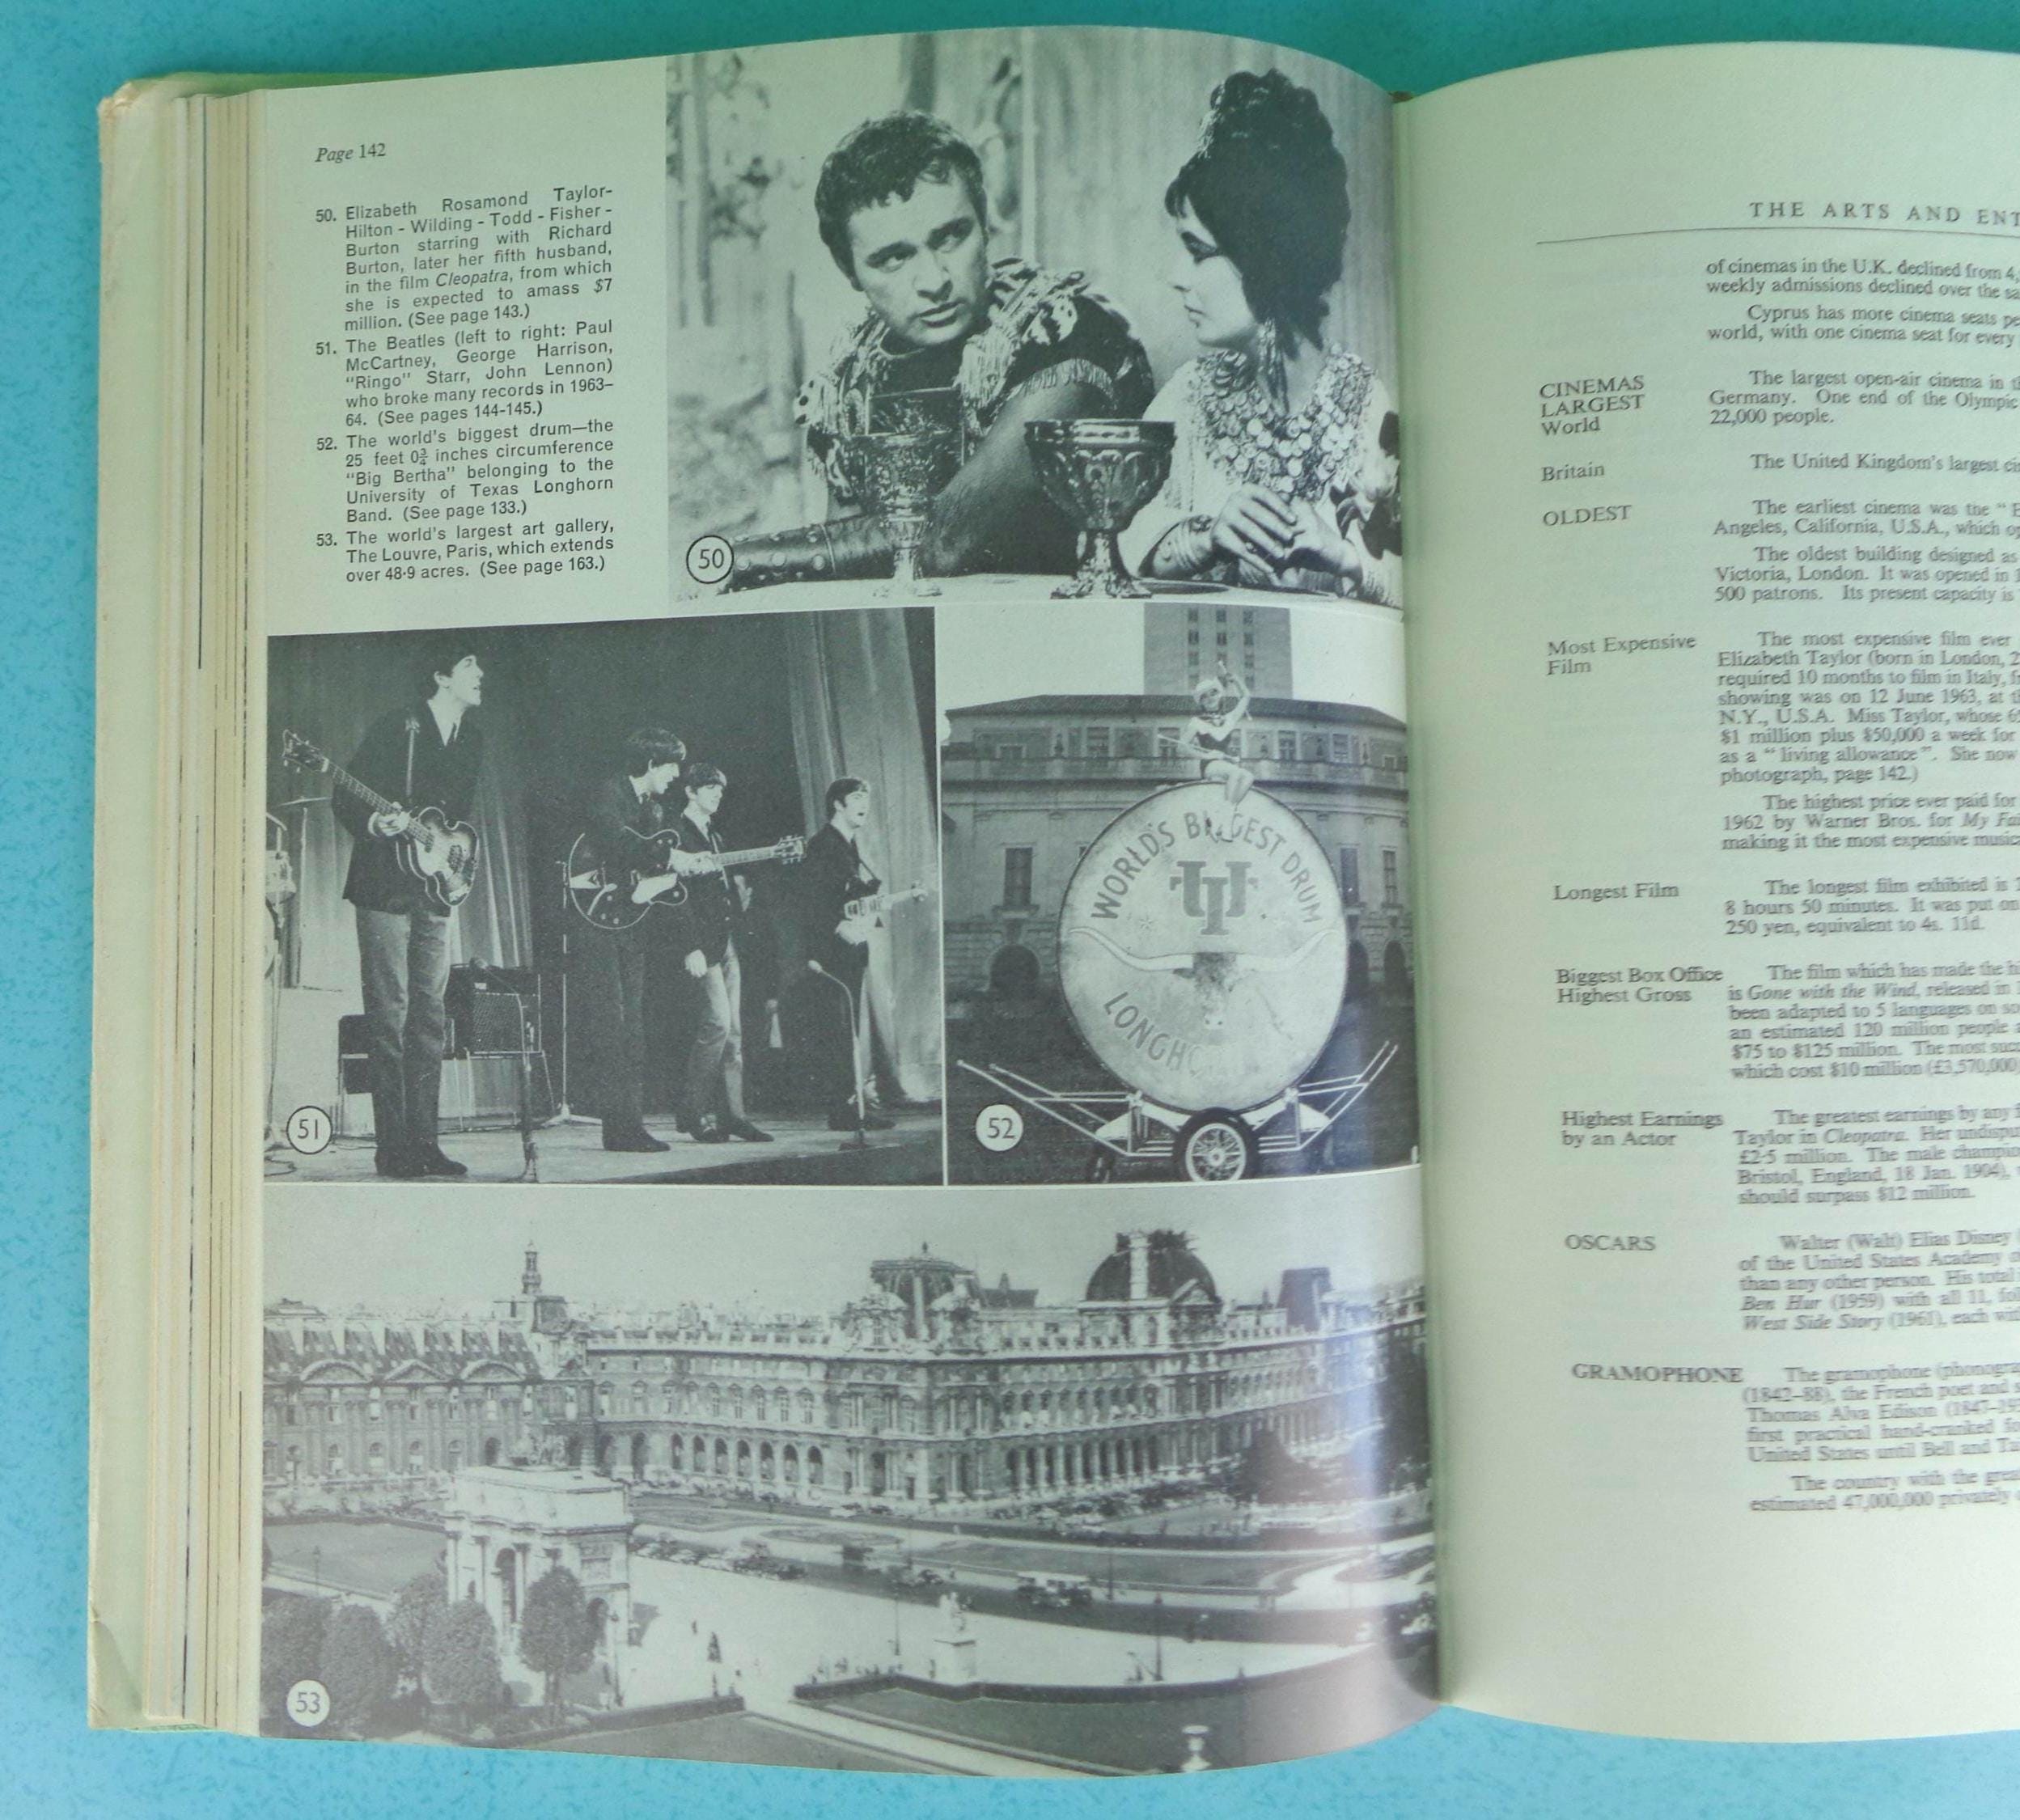 Page 142
50. Elizabeth Rosamond Taylor-
Hilton - Wilding - Todd - Fisher -
Burton starring with Richard
Burton, later her fifth husband,
in the film Cleopatra, from which
she is expected to amass $7
million. (See page 143.)
51. The Beatles (left to right: Paul
McCartney, George Harrison,
"Ringo" Starr, John Lennon)
who broke many records in 1963–
64. (See pages 144-145.)
52. The world's biggest drum—the
25 feet 0¾ inches circumference
"Big Bertha" belonging to the
University of Texas Longhorn
Band. (See page 133.)
53. The world's largest art gallery,
The Louvre, Paris, which extends
over 48·9 acres. (See page 163.)
50
51
WORLD'S BIGGEST DRUM
UT
52
53
THE ARTS AND ENT
of cinemas in the U.K. declined from 4,
weekly admissions declined over the sa
Cyprus has more cinema seats pe
world, with one cinema seat for every
CINEMAS
LARGEST
World
The largest open-air cinema in
Germany. One end of the Olympic
22,000 people.
Britain
The United Kingdom's largest
OLDEST
The earliest cinema was the
Angeles, California, U.S.A., which
The oldest building designed as
Victoria, London. It was opened in 1
500 patrons. Its present capacity is
Most Expensive
Film
The most expensive film ever
Elizabeth Taylor (born in London, 2
required 10 months to film in Italy,
showing was on 12 June 1963, at
N.Y., U.S.A. Miss Taylor, whose
$1 million plus $50,000 a week for
as a "living allowance". She now
photograph, page 142.)
The highest price ever paid for
1962 by Warner Bros. for My Fai
making it the most expensive music
Longest Film
The longest film exhibited is
8 hours 50 minutes. It was put on
250 yen, equivalent to 4s. 11d.
Biggest Box Office
Highest Gross
The film which has made the
is Gone with the Wind, released in
been adapted to 5 languages on
an estimated 120 million people
$75 to $125 million. The most
which cost $10 million (£3,570,000)
Highest Earnings
by an Actor
The greatest earnings by any
Taylor in Cleopatra. Her
£2·5 million. The male champion
Bristol, England, 18 Jan. 1904),
should surpass $12 million.
OSCARS
Walter (Walt) Elias Disney
of the United States Academy
than any other person. His total
Ben Hur (1959) with all 11,
West Side Story (1961), each
GRAMOPHONE
The gramophone
(1842–88), the French poet and
Thomas Alva Edison
first practical hand-cranked
United States until Bell and
The country with the
estimated 47,000,000 privately